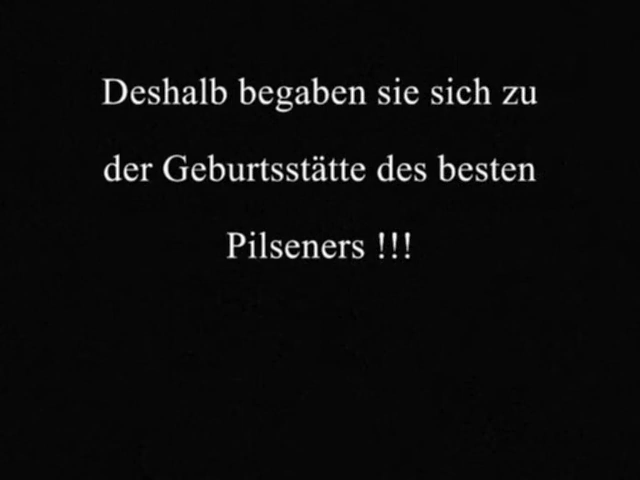 Deshalb begaben sie sich zu
der Geburtsstätte des besten
Pilseners !!!